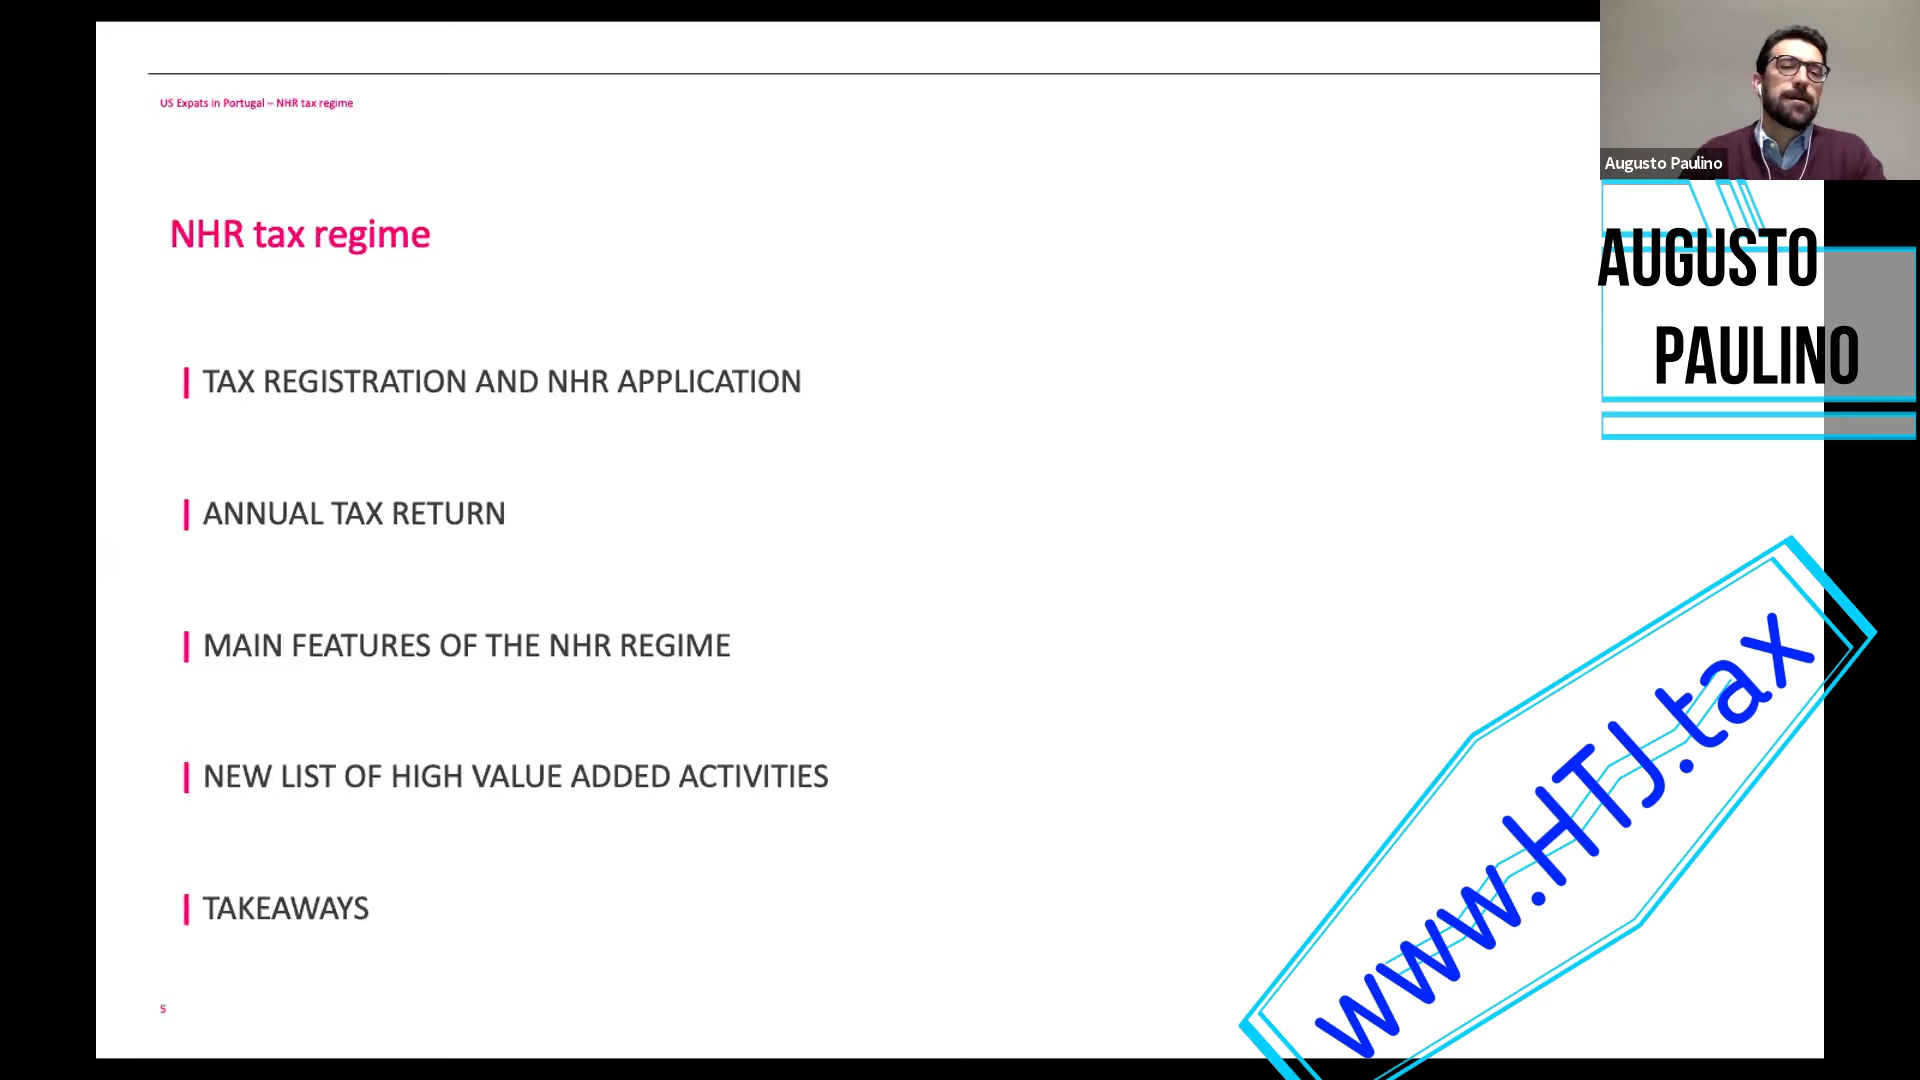 US Expats in Portugal – NHR tax regime
Augusto Paulino
AUGUSTO
PAULINO
NHR tax regime
TAX REGISTRATION AND NHR APPLICATION
ANNUAL TAX RETURN
MAIN FEATURES OF THE NHR REGIME
NEW LIST OF HIGH VALUE ADDED ACTIVITIES
TAKEAWAYS
www.HTJ.tax
5